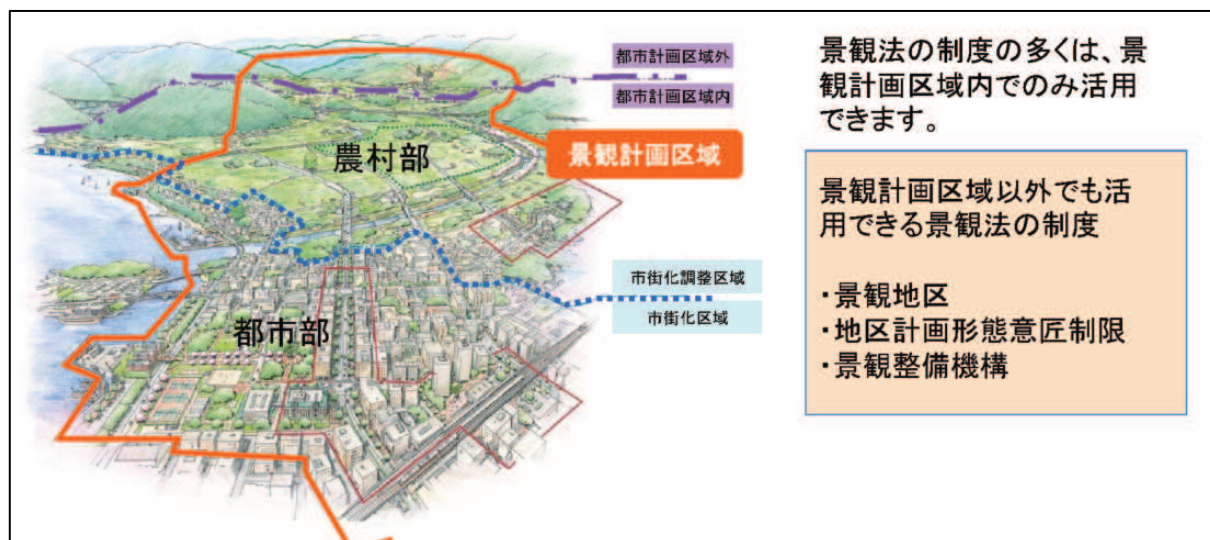 都市計画区域外
都市計画区域内
景観計画区域
農村部
市街化調整区域
市街化区域
都市部
景観法の制度の多くは、景
観計画区域内でのみ活用
できます。
景観計画区域以外でも活
用できる景観法の制度
・景観地区
・地区計画形態意匠制限
・景観整備機構